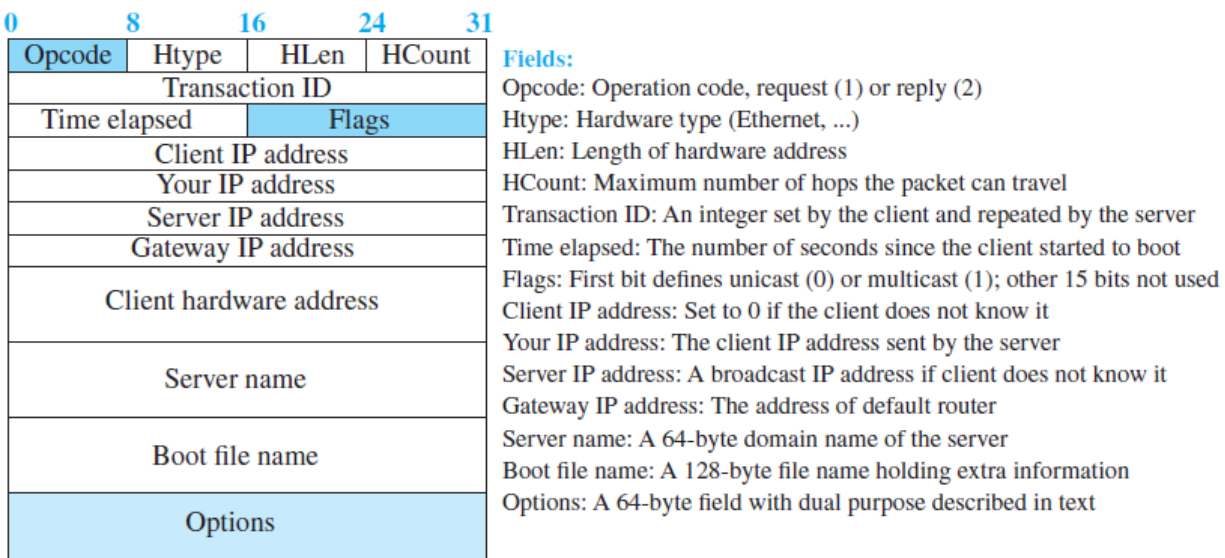 0 8 16 24 31
Opcode Htype HLen HCount
Transaction ID
Time elapsed Flags
Client IP address
Your IP address
Server IP address
Gateway IP address
Client hardware address
Server name
Boot file name
Options
Fields:
Opcode: Operation code, request (1) or reply (2)
Htype: Hardware type (Ethernet, ...)
HLen: Length of hardware address
HCount: Maximum number of hops the packet can travel
Transaction ID: An integer set by the client and repeated by the server
Time elapsed: The number of seconds since the client started to boot
Flags: First bit defines unicast (0) or multicast (1); other 15 bits not used
Client IP address: Set to 0 if the client does not know it
Your IP address: The client IP address sent by the server
Server IP address: A broadcast IP address if client does not know it
Gateway IP address: The address of default router
Server name: A 64-byte domain name of the server
Boot file name: A 128-byte file name holding extra information
Options: A 64-byte field with dual purpose described in text